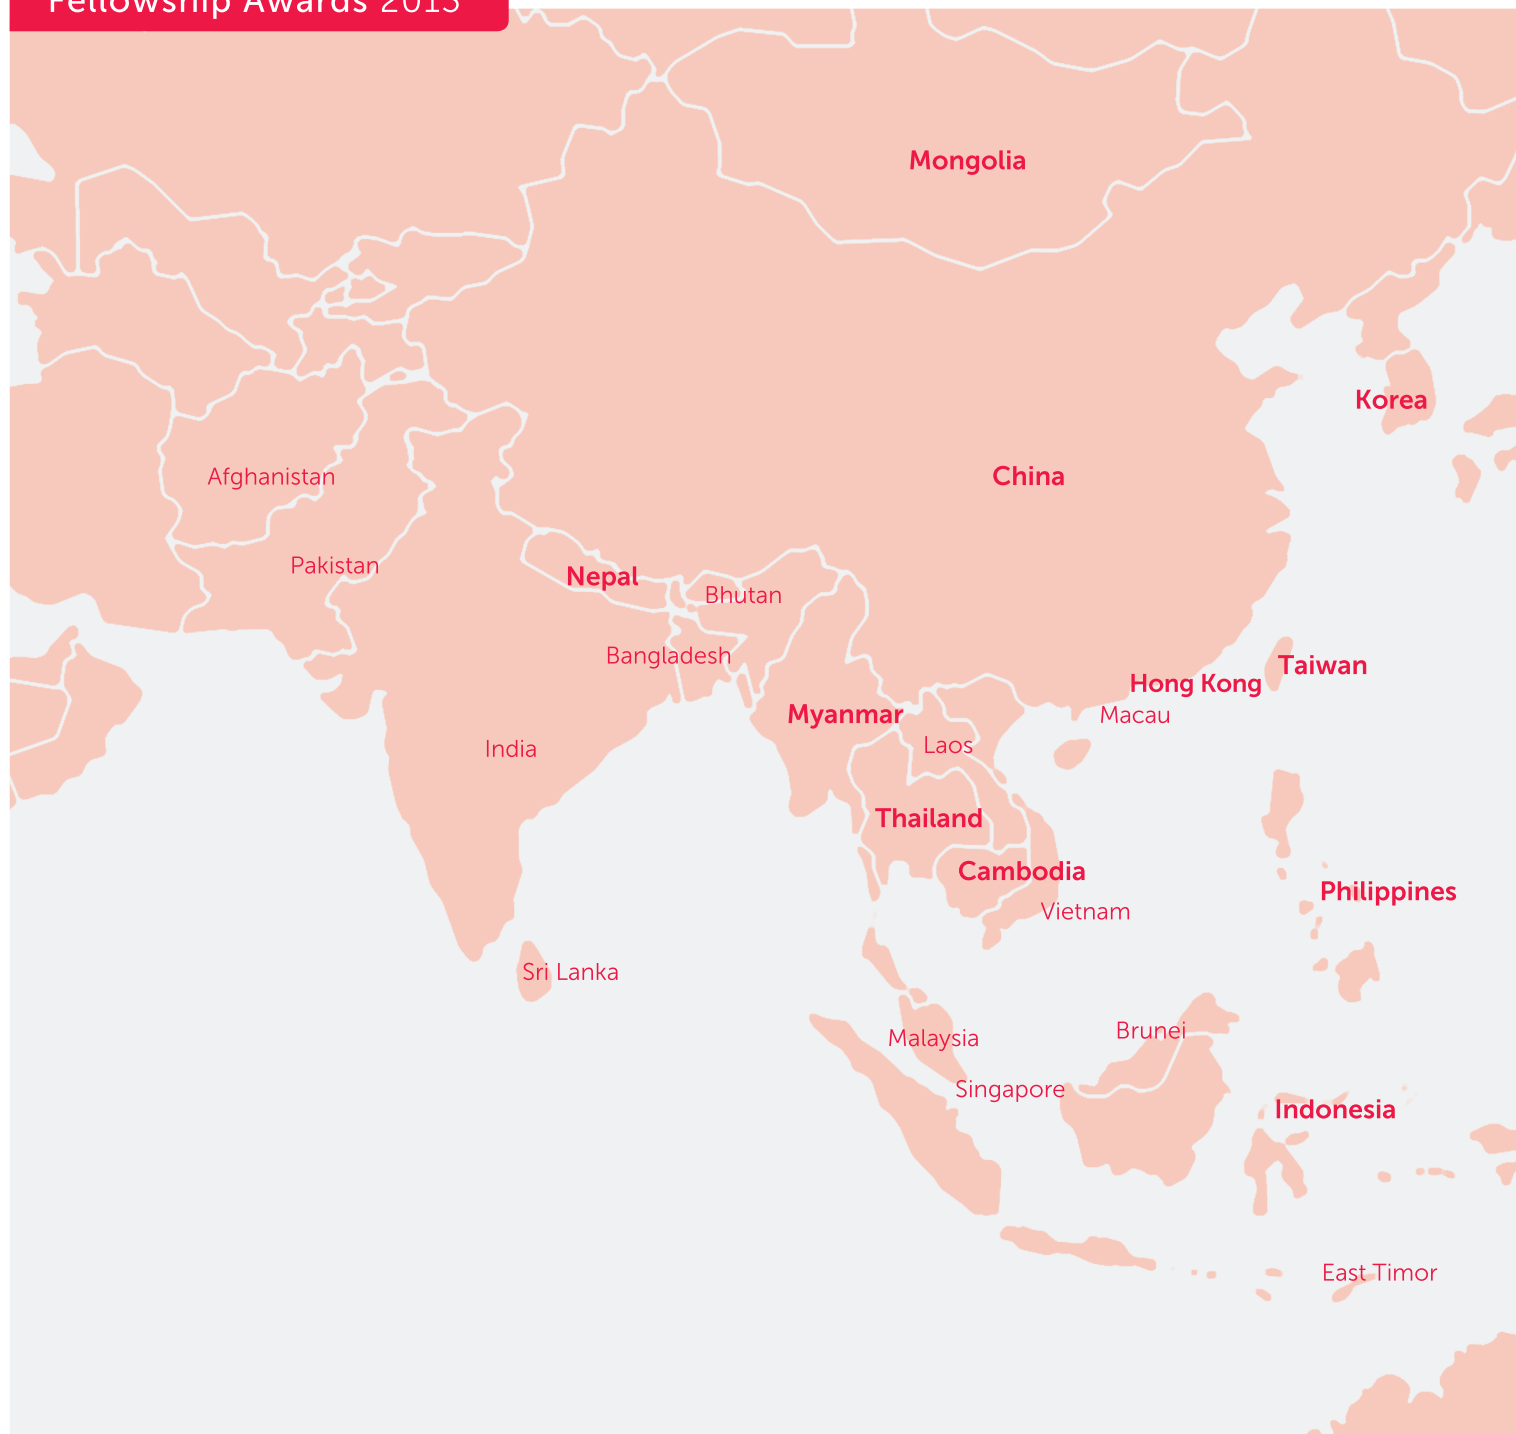 Fellowship Awards 2013
Mongolia
Korea
China
Afghanistan
Pakistan
Nepal
Bhutan
Bangladesh
Taiwan
Hong Kong
Myanmar
Macau
India
Laos
Thailand
Cambodia
Philippines
Vietnam
Sri Lanka
Brunei
Malaysia
Singapore
Indonesia
East Timor